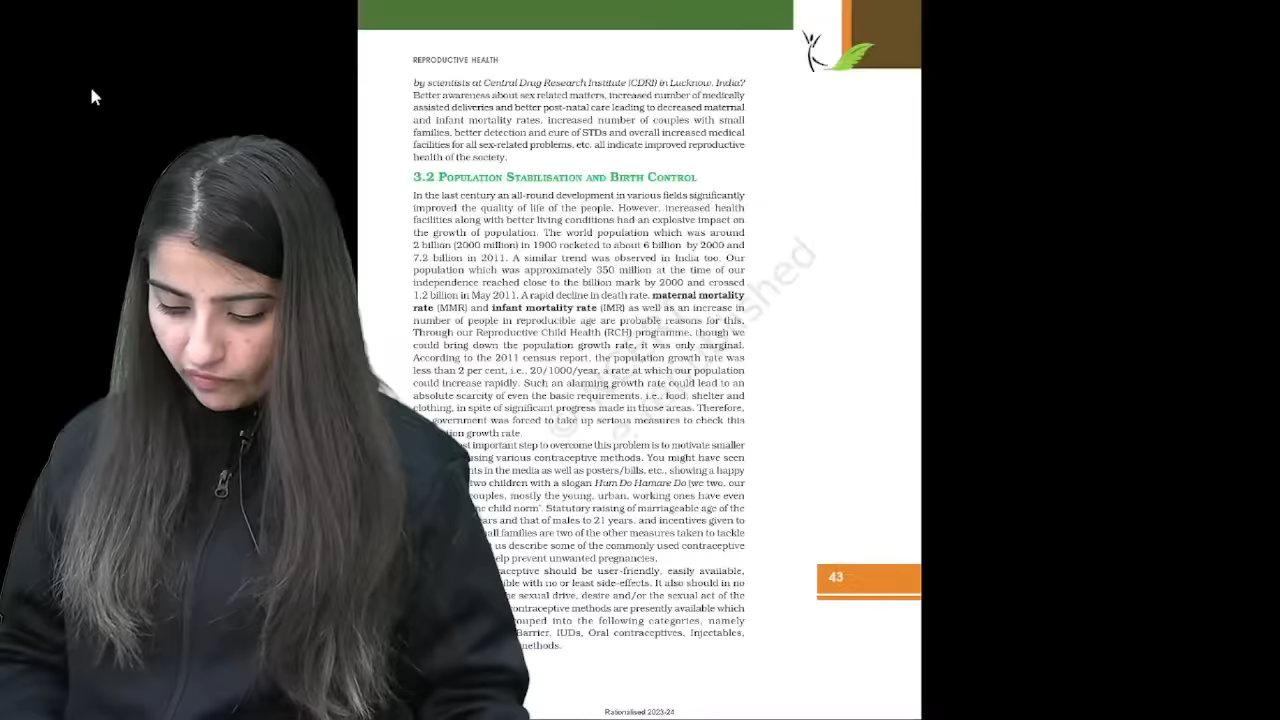 REPRODUCTIVE HEALTH
by scientists at Central Drug Research Institute (CDRI) in Lucknow, India?
Better awareness about sex related matters, increased number of medically
assisted deliveries and better post-natal care leading to decreased maternal
and infant mortality rates, increased number of couples with small
families, better detection and cure of STDs and overall increased medical
facilities for all sex-related problems, etc. all indicate improved reproductive
health of the society.
3.2 POPULATION STABILISATION AND BIRTH CONTROL
In the last century an all-round development in various fields significantly
improved the quality of life of the people. However, increased health
facilities along with better living conditions had an explosive impact on
the growth of population. The world population which was around
2 billion (2000 million) in 1900 rocketed to about 6 billion by 2000 and
7.2 billion in 2011. A similar trend was observed in India too. Our
population which was approximately 350 million at the time of our
independence reached close to the billion mark by 2000 and crossed
1.2 billion in May 2011. A rapid decline in death rate, maternal mortality
rate (MMR) and infant mortality rate (IMR) as well as an increase in
number of people in reproducible age are probable reasons for this.
Through our Reproductive Child Health (RCH) programme, though we
could bring down the population growth rate, it was only marginal.
According to the 2011 census report, the population growth rate was
less than 2 per cent, i.e., 20/1000/year, a rate at which our population
could increase rapidly. Such an alarming growth rate could lead to an
absolute scarcity of even the basic requirements, i.e., food, shelter and
clothing, in spite of significant progress made in those areas. Therefore,
government was forced to take up serious measures to check this
growth rate.
important step to overcome this problem is to motivate smaller
using various contraceptive methods. You might have seen
in the media as well as posters/bills, etc., showing a happy
two children with a slogan Hum Do Hamare Do (we two, our
couples, mostly the young, urban, working ones have even
child norm'. Statutory raising of marriageable age of the
and that of males to 21 years, and incentives given to
families are two of the other measures taken to tackle
us describe some of the commonly used contraceptive
prevent unwanted pregnancies.
should be user-friendly, easily available,
with no or least side-effects. It also should in no
sexual drive, desire and/or the sexual act of the
contraceptive methods are presently available which
into the following categories, namely
Barrier, IUDs, Oral contraceptives, Injectables,
methods.
43
Rationalised 2023-24